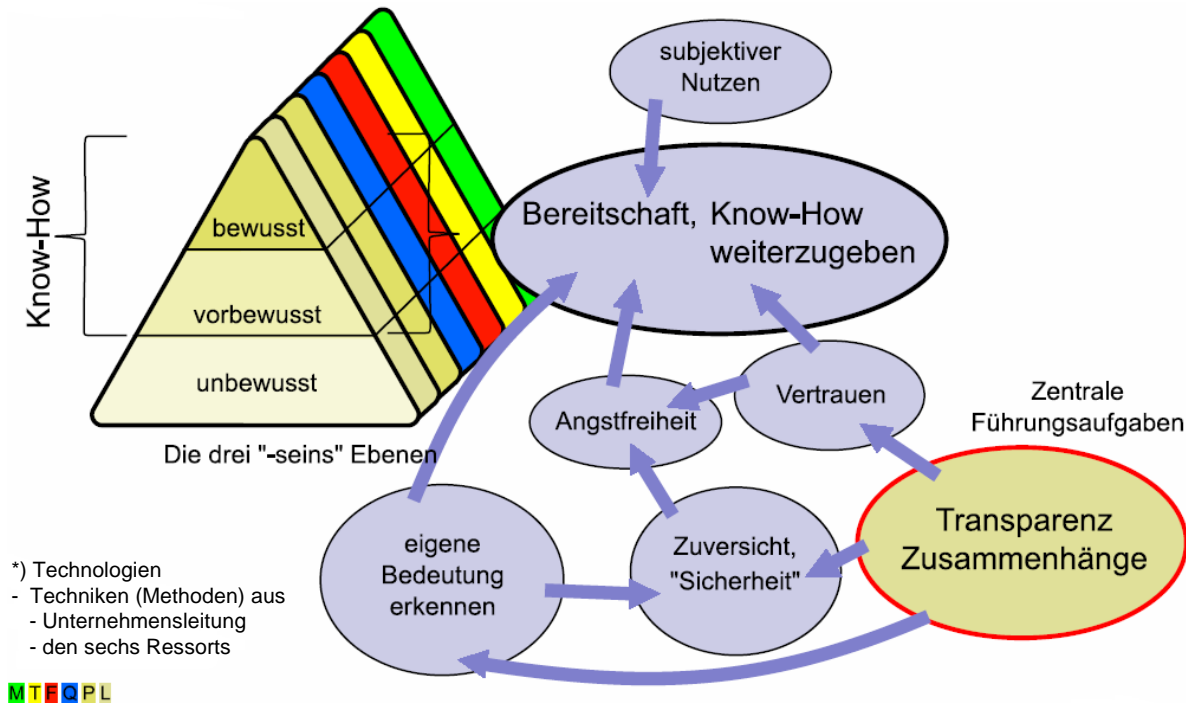 subjektiver
Nutzen
Know-How
bewusst
vorbewusst
unbewusst
Die drei "-seins" Ebenen
Bereitschaft, Know-How
weiterzugeben
Angstfreiheit
Vertrauen
Zentrale
Führungsaufgaben
Transparenz
Zusammenhänge
eigene
Bedeutung
erkennen
Zuversicht,
"Sicherheit"
*) Technologien
- Techniken (Methoden) aus
- Unternehmensleitung
- den sechs Ressorts
M T F Q P L